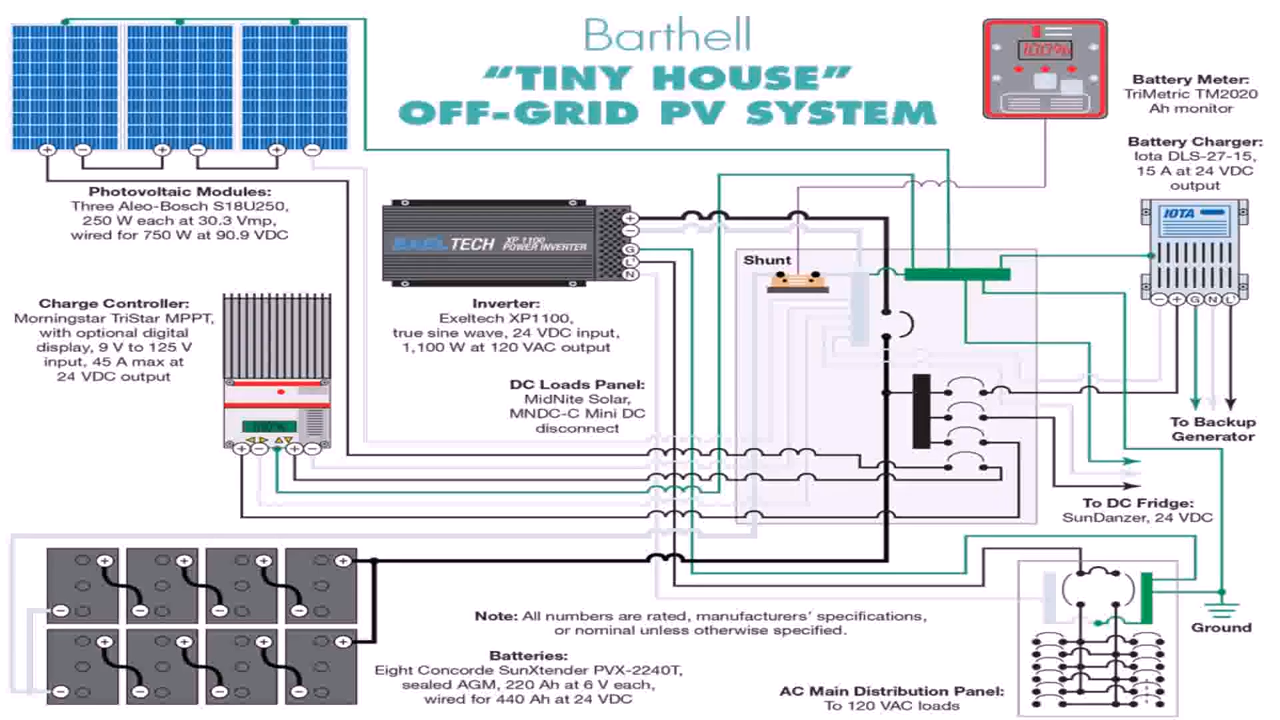 Barthell
“TINY HOUSE”
OFF-GRID PV SYSTEM
100%
Battery Meter:
TriMetric TM2020
Ah monitor
Battery Charger:
Iota DLS-27-15,
15 A at 24 VDC
output
IOTA
Photovoltaic Modules:
Three Aleo-Bosch S18U250,
250 W each at 30.3 Vmp,
wired for 750 W at 90.9 VDC
EXELTECH XP 1100
POWER INVERTER
G
L
N
Shunt
Inverter:
Exeltech XP1100,
true sine wave, 24 VDC input,
1,100 W at 120 VAC output
Charge Controller:
Morningstar TriStar MPPT,
with optional digital
display, 9 V to 125 V
input, 45 A max at
24 VDC output
G N L
DC Loads Panel:
MidNite Solar,
MNDC-C Mini DC
disconnect
To Backup
Generator
To DC Fridge:
SunDanzer, 24 VDC
Note: All numbers are rated, manufacturers’ specifications,
or nominal unless otherwise specified.
Ground
Batteries:
Eight Concorde SunXtender PVX-2240T,
sealed AGM, 220 Ah at 6 V each,
wired for 440 Ah at 24 VDC
AC Main Distribution Panel:
To 120 VAC loads